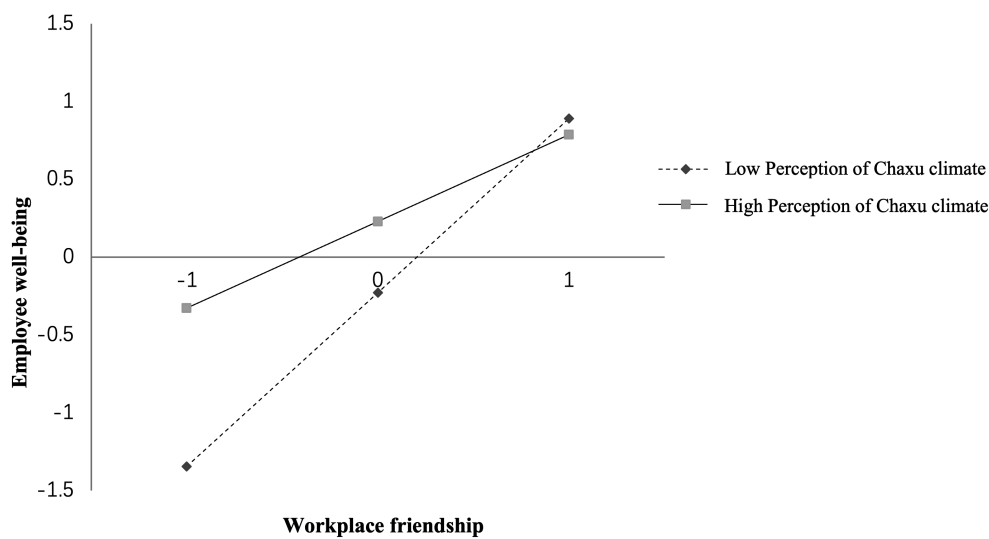 1.5
1
0.5
0
-0.5
-1
-1.5
-1 0 1
Employee well-being
Workplace friendship
Low Perception of Chaxu climate
High Perception of Chaxu climate